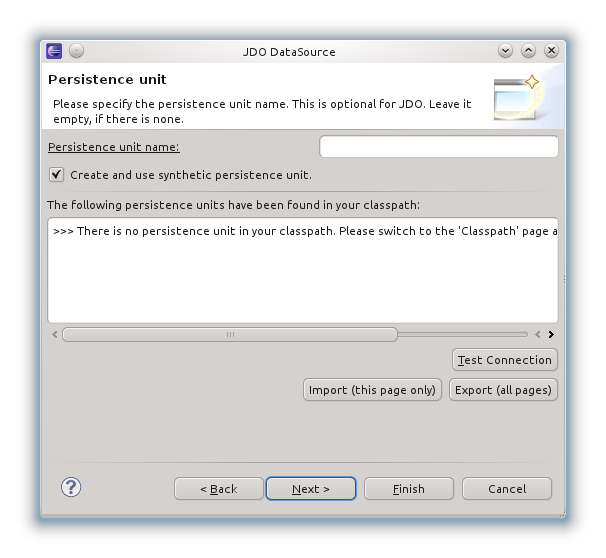 JDO DataSource
Persistence unit
Please specify the persistence unit name. This is optional for JDO. Leave it
empty, if there is none.
Persistence unit name:
Create and use synthetic persistence unit.
The following persistence units have been found in your classpath:
>>> There is no persistence unit in your classpath. Please switch to the 'Classpath' page a
Test Connection
Import (this page only) Export (all pages)
? < Back Next > Finish Cancel